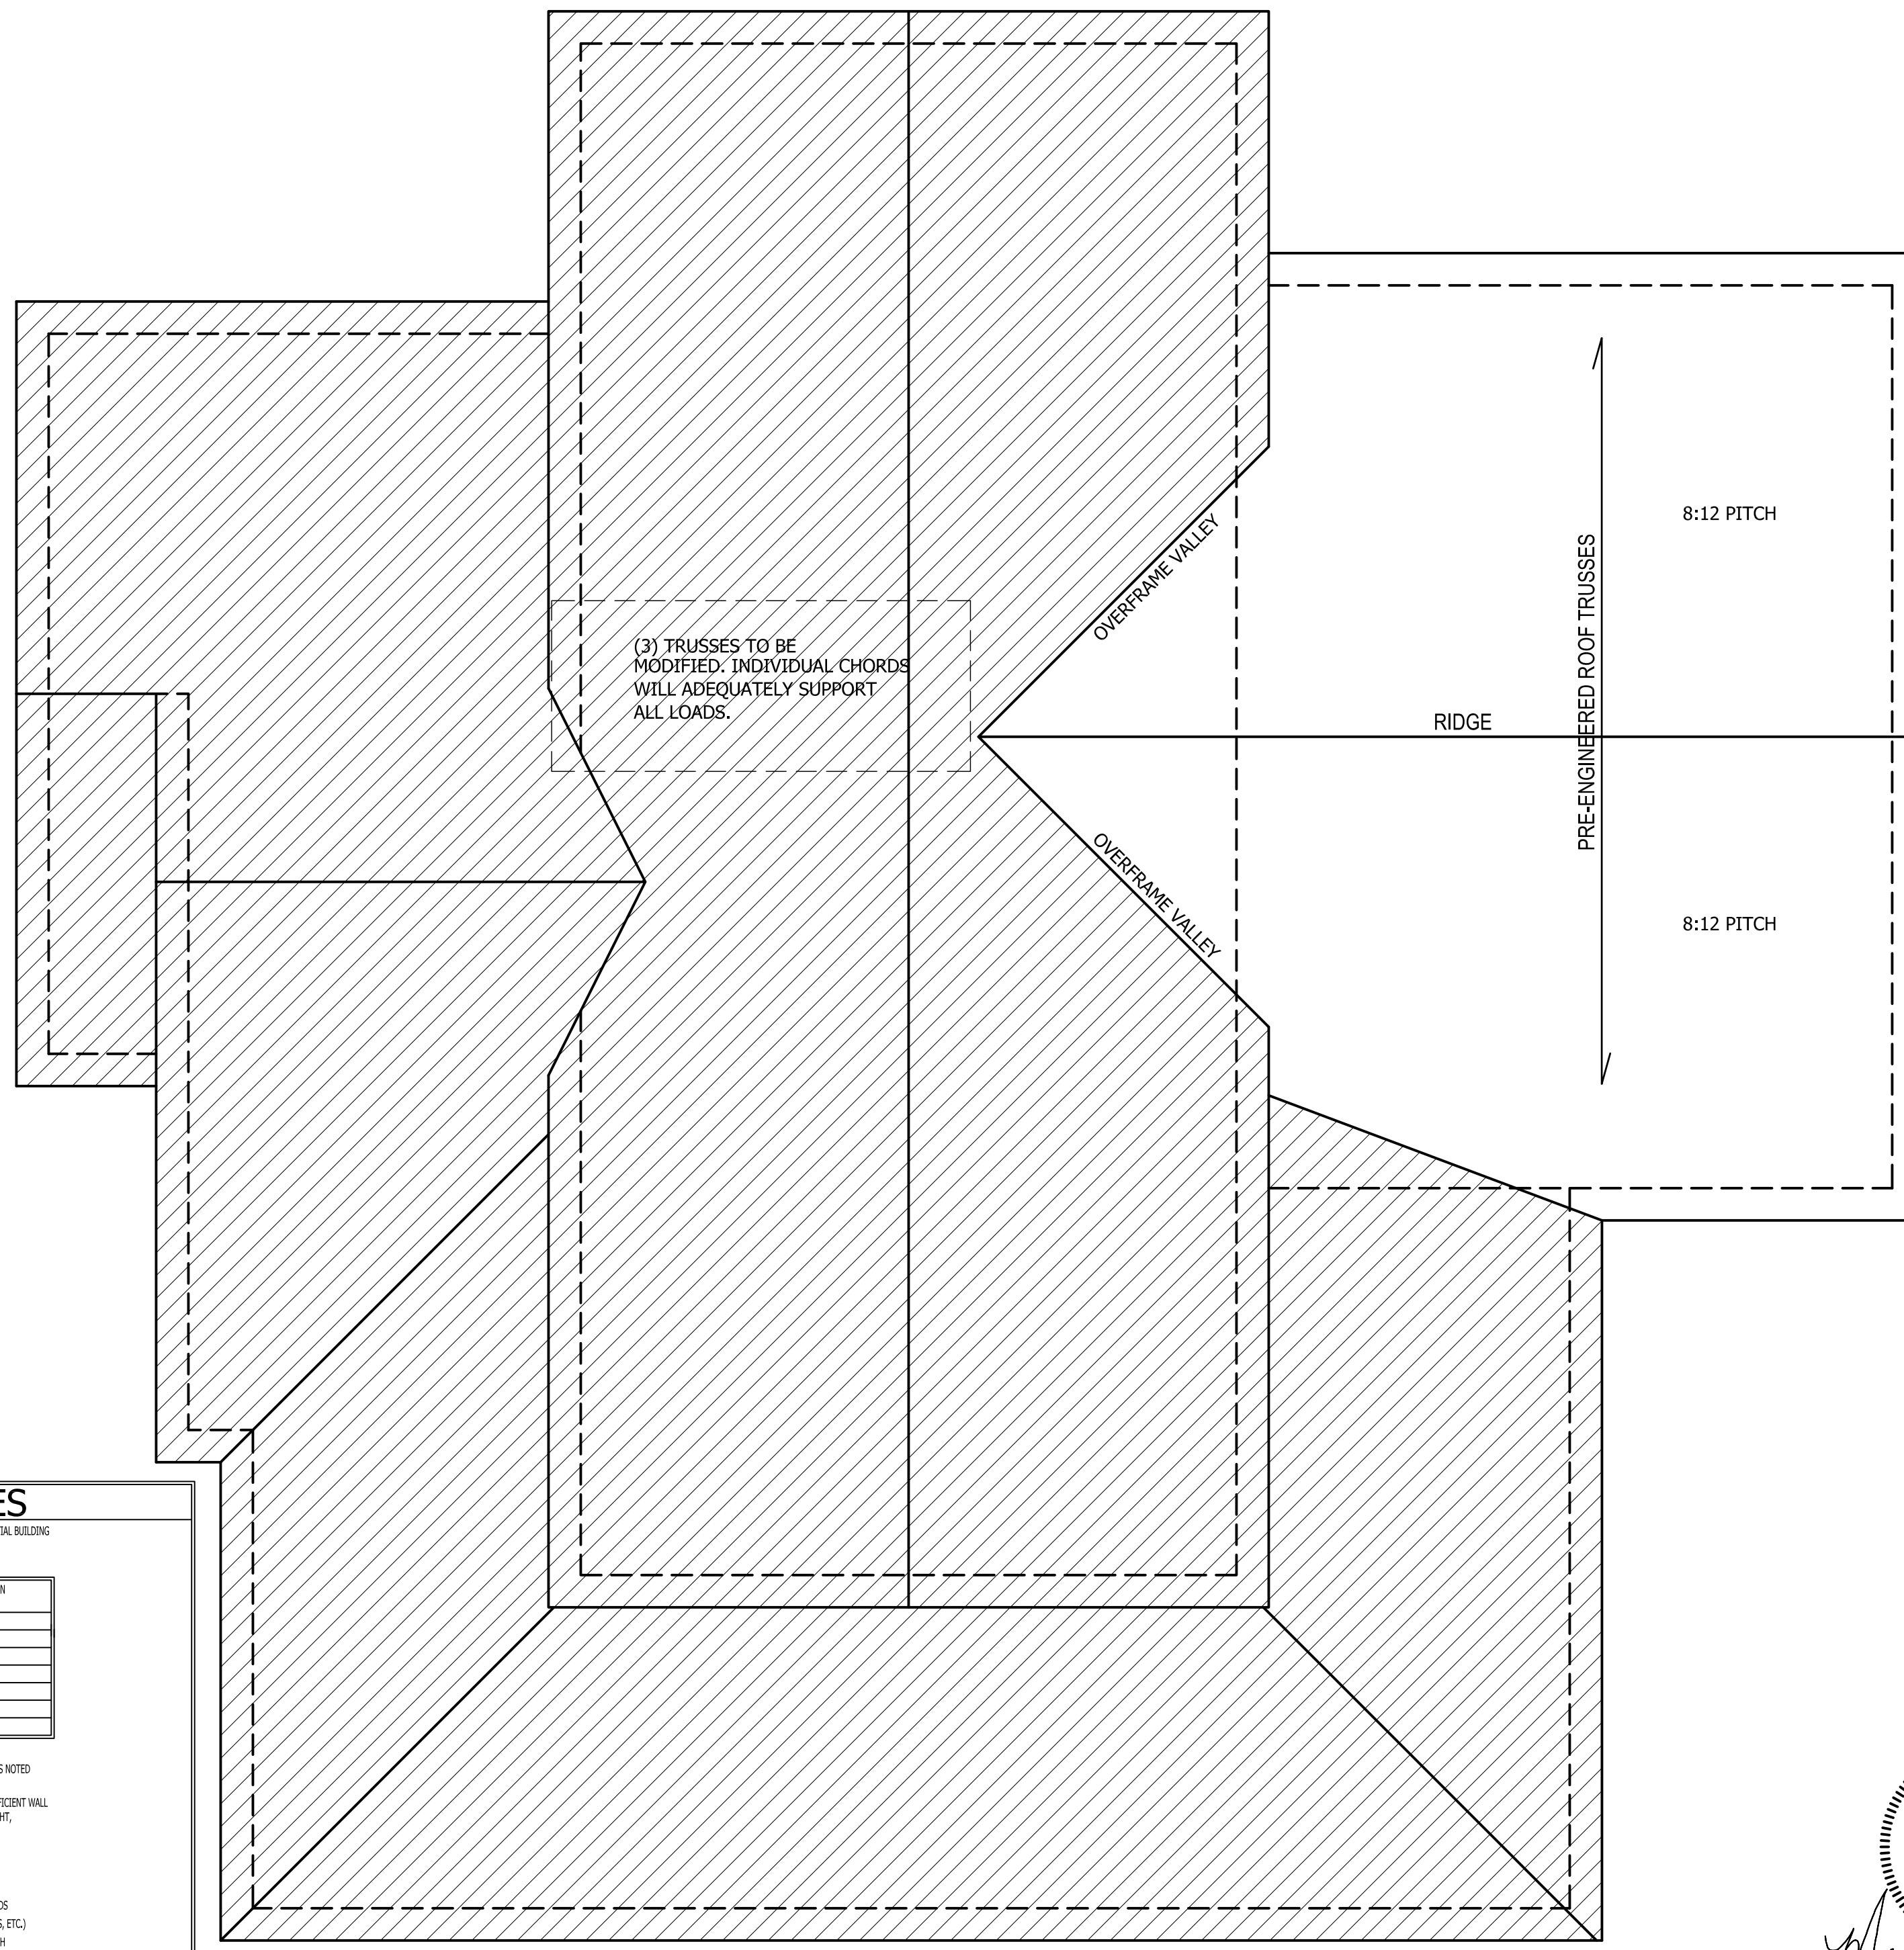 8:12 PITCH
OVERFRAME VALLEY
PRE-ENGINEERED ROOF TRUSSES
(3) TRUSSES TO BE
MODIFIED. INDIVIDUAL CHORDS
WILL ADEQUATELY SUPPORT
ALL LOADS.
RIDGE
OVERFRAME VALLEY
8:12 PITCH
ES
IAL BUILDING
N
S NOTED
FICIENT WALL
HT,
DS
S, ETC.)
H